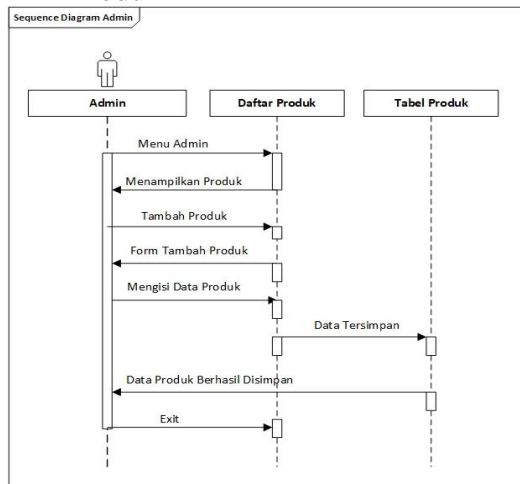 Sequence Diagram Admin
Admin
Daftar Produk
Tabel Produk
Menu Admin
Menampilkan Produk
Tambah Produk
Form Tambah Produk
Mengisi Data Produk
Data Tersimpan
Data Produk Berhasil Disimpan
Exit